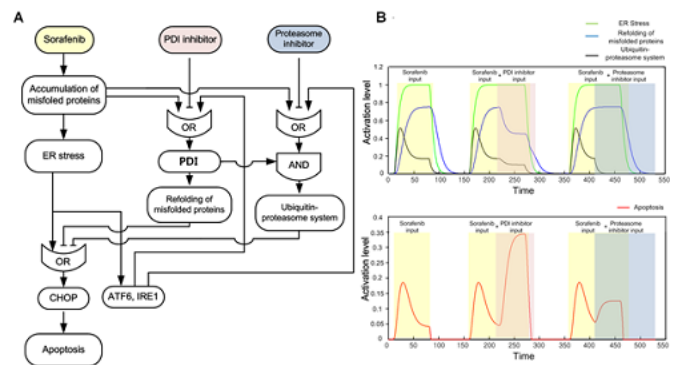 A
Sorafenib
PDI inhibitor
Proteasome
inhibitor
Accumulation of
misfolded proteins
OR
OR
ER stress
PDI
AND
Refolding of
misfolded proteins
Ubiquitin-
proteasome system
OR
CHOP
ATF6, IRE1
Apoptosis
B
ER Stress
Refolding of
misfolded proteins
Ubiquitin-
proteasome system
Sorafenib
input
Sorafenib + PDI inhibitor
input input
Sorafenib + Proteasome
input inhibitor input
Activation level
1.2
1
0.8
0.6
0.4
0.2
0
0 50 100 150 200 250 300 350 400 450 500 550
Time
Apoptosis
Sorafenib
input
Sorafenib + PDI inhibitor
input input
Sorafenib + Proteasome
input inhibitor input
Activation level
0.35
0.3
0.25
0.2
0.15
0.1
0.05
0
0 50 100 150 200 250 300 350 400 450 500 550
Time